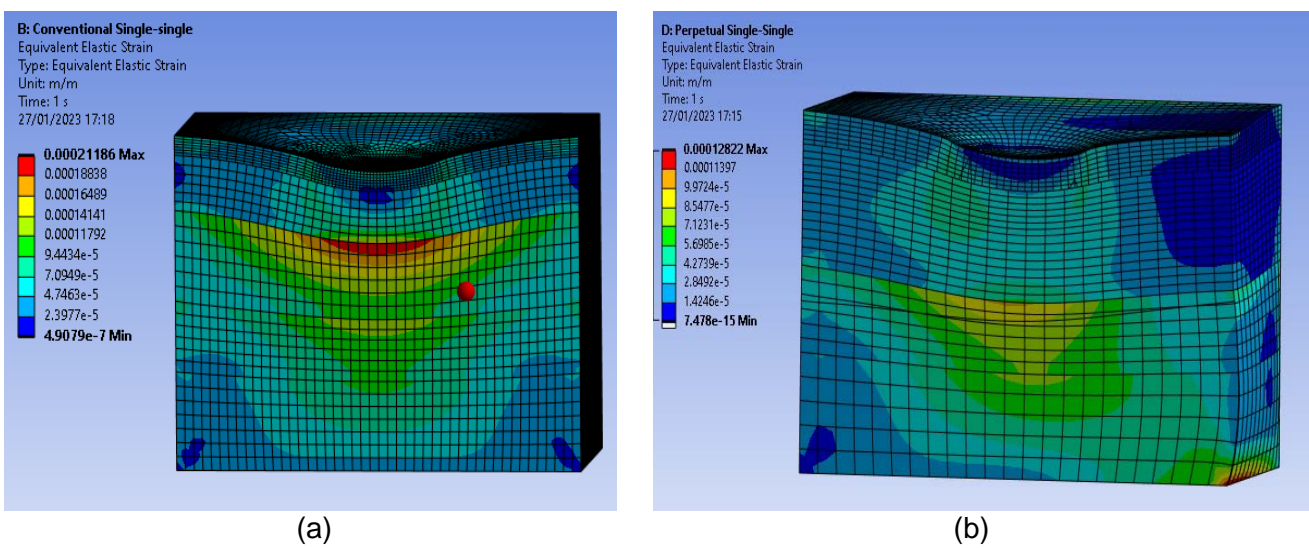 B: Conventional Single-single
Equivalent Elastic Strain
Type: Equivalent Elastic Strain
Unit: m/m
Time: 1 s
27/01/2023 17:18
0.00021186 Max
0.00018838
0.00016489
0.00014141
0.00011792
9.4434e-5
7.0949e-5
4.7463e-5
2.3977e-5
4.9079e-7 Min
(a)
D: Perpetual Single-Single
Equivalent Elastic Strain
Type: Equivalent Elastic Strain
Unit: m/m
Time: 1 s
27/01/2023 17:15
0.00012822 Max
0.00011397
9.9724e-5
8.5477e-5
7.1231e-5
5.6985e-5
4.2739e-5
2.8492e-5
1.4246e-5
7.478e-15 Min
(b)